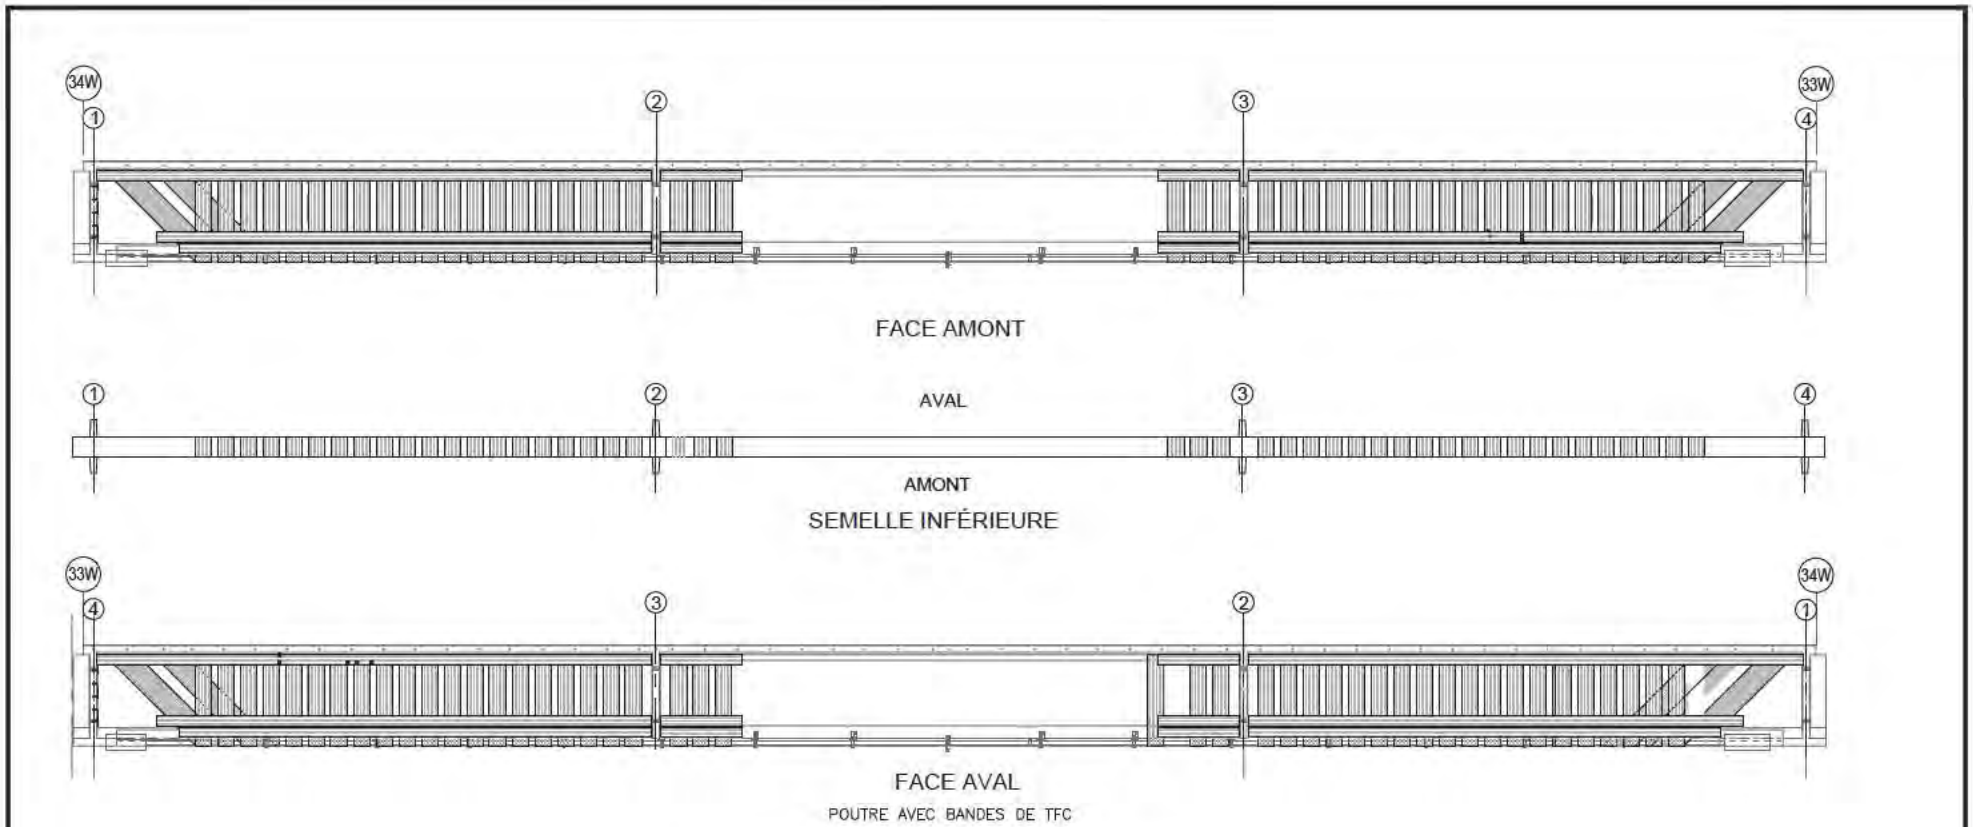 34W 33W
1 2 3 4
FACE AMONT
1 2 AVAL 3 4
AMONT
SEMELLE INFÉRIEURE
33W 34W
4 3 2 1
FACE AVAL
POUTRE AVEC BANDES DE TFC